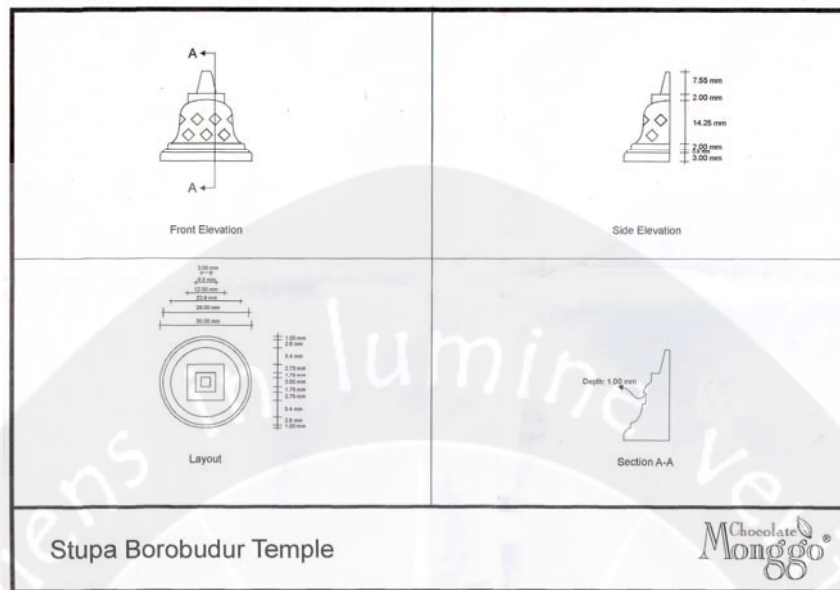 A
A
Front Elevation
7.55 mm
2.00 mm
14.25 mm
2.00 mm
3.00 mm
Side Elevation
3.00 mm
12.00 mm
22.8 mm
28.00 mm
30.00 mm
1.00 mm
2.6 mm
5.4 mm
2.75 mm
1.75 mm
3.00 mm
1.75 mm
2.75 mm
5.4 mm
2.6 mm
1.00 mm
Layout
Depth: 1.00 mm
Section A-A
in lumine
Stupa Borobudur Temple
Chocolate
Monggo®